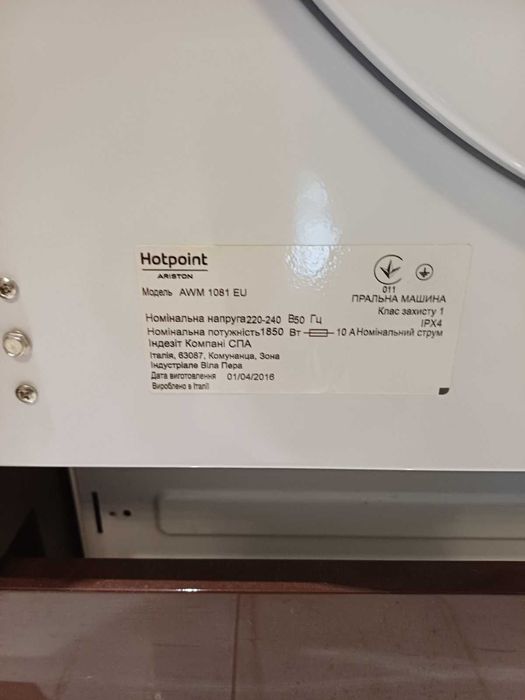 Hotpoint
ARISTON
Модель AWM 1081 EU
011
ПРАЛЬНА МАШИНА
Клас захисту 1
IPX4
Номінальна напруга220-240 В50 Гц
Номінальна потужність1850 Вт 10 АНомінальний струм
Індезіт Компані СПА
Італія, 63087, Комунанца, Зона
Індустріале Віла Пера
Дата виготовлення 01/04/2016
Вироблено в Італії